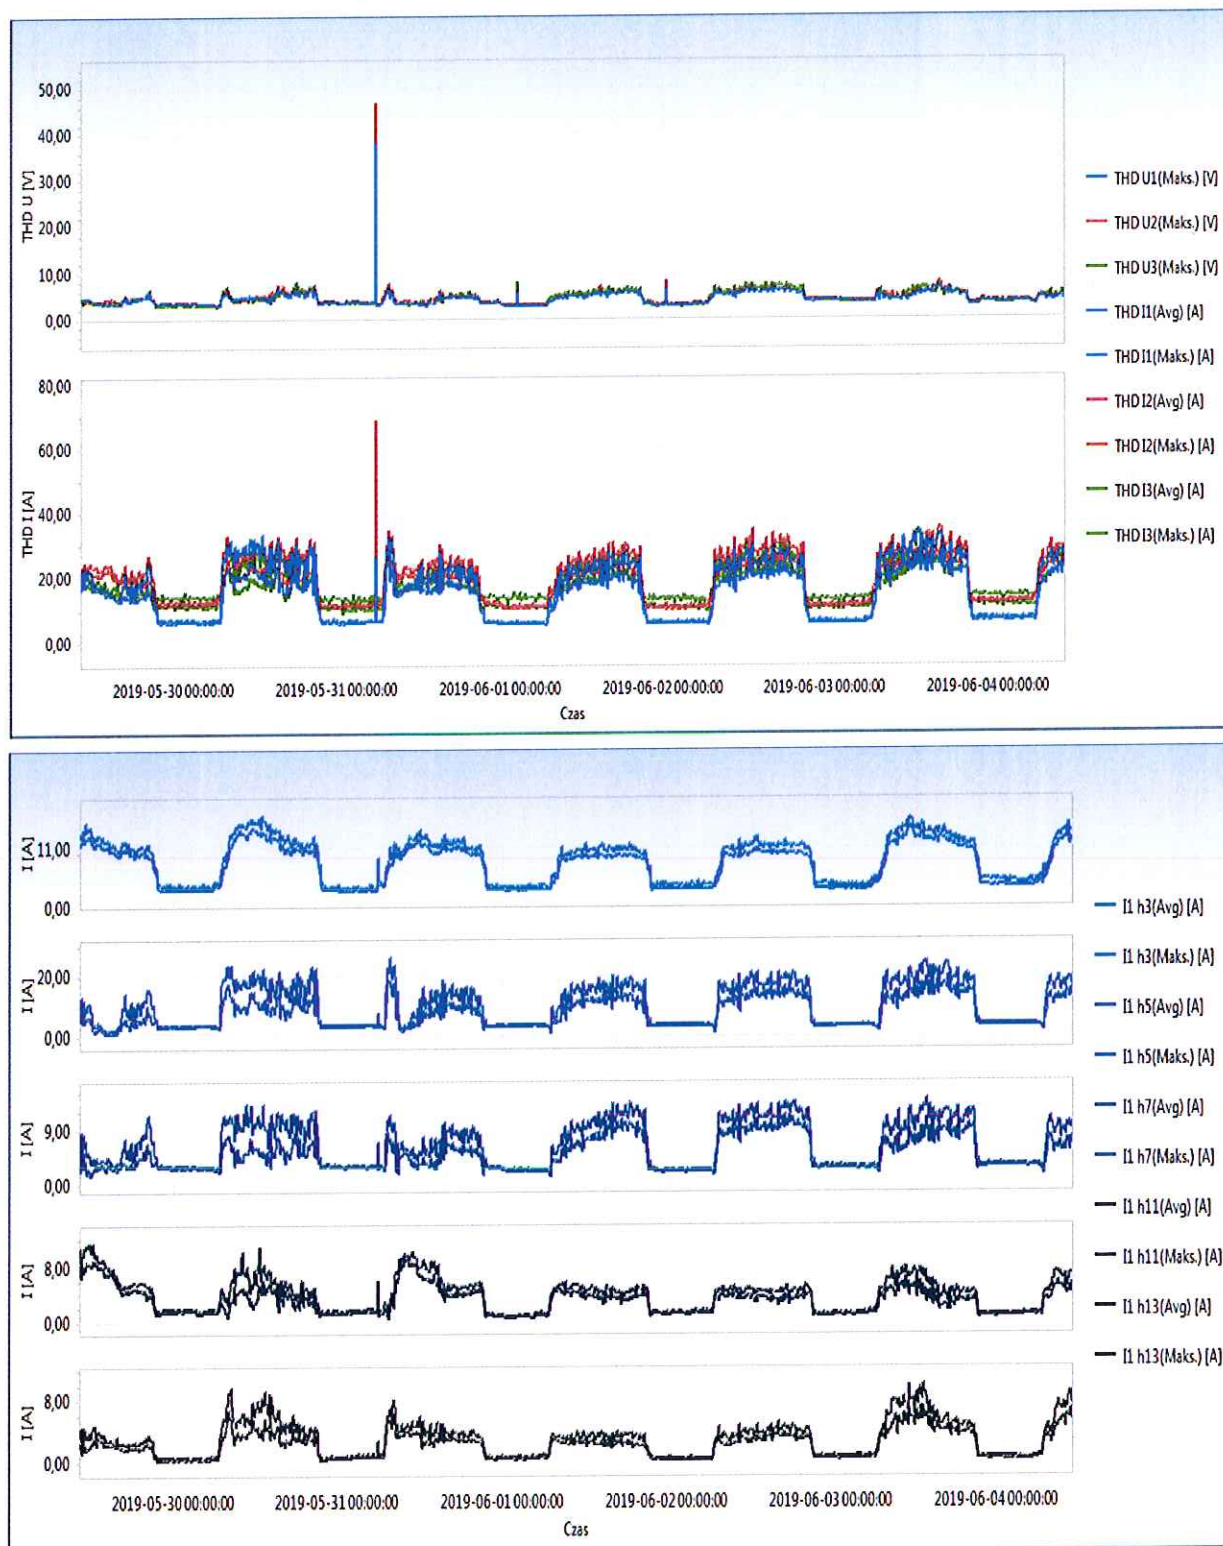 50,00
40,00
30,00
20,00
10,00
0,00
THD U [V]
80,00
60,00
40,00
20,00
0,00
THD I [A]
2019-05-30 00:00:00
2019-05-31 00:00:00
2019-06-01 00:00:00
2019-06-02 00:00:00
2019-06-03 00:00:00
2019-06-04 00:00:00
Czas
THD U1(Maks.) [V]
THD U2(Maks.) [V]
THD U3(Maks.) [V]
THD I1(Avg) [A]
THD I1(Maks.) [A]
THD I2(Avg) [A]
THD I2(Maks.) [A]
THD I3(Avg) [A]
THD I3(Maks.) [A]
I [A]
11,00
0,00
I [A]
20,00
0,00
I [A]
9,00
0,00
I [A]
8,00
0,00
I [A]
8,00
0,00
2019-05-30 00:00:00
2019-05-31 00:00:00
2019-06-01 00:00:00
2019-06-02 00:00:00
2019-06-03 00:00:00
2019-06-04 00:00:00
Czas
I1 h3(Avg) [A]
I1 h3(Maks.) [A]
I1 h5(Avg) [A]
I1 h5(Maks.) [A]
I1 h7(Avg) [A]
I1 h7(Maks.) [A]
I1 h11(Avg) [A]
I1 h11(Maks.) [A]
I1 h13(Avg) [A]
I1 h13(Maks.) [A]